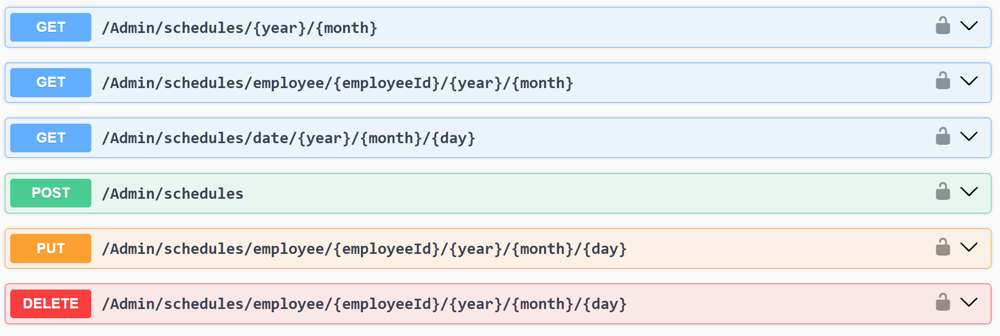 GET /Admin/schedules/{year}/{month}
GET /Admin/schedules/employee/{employeeId}/{year}/{month}
GET /Admin/schedules/date/{year}/{month}/{day}
POST /Admin/schedules
PUT /Admin/schedules/employee/{employeeId}/{year}/{month}/{day}
DELETE /Admin/schedules/employee/{employeeId}/{year}/{month}/{day}